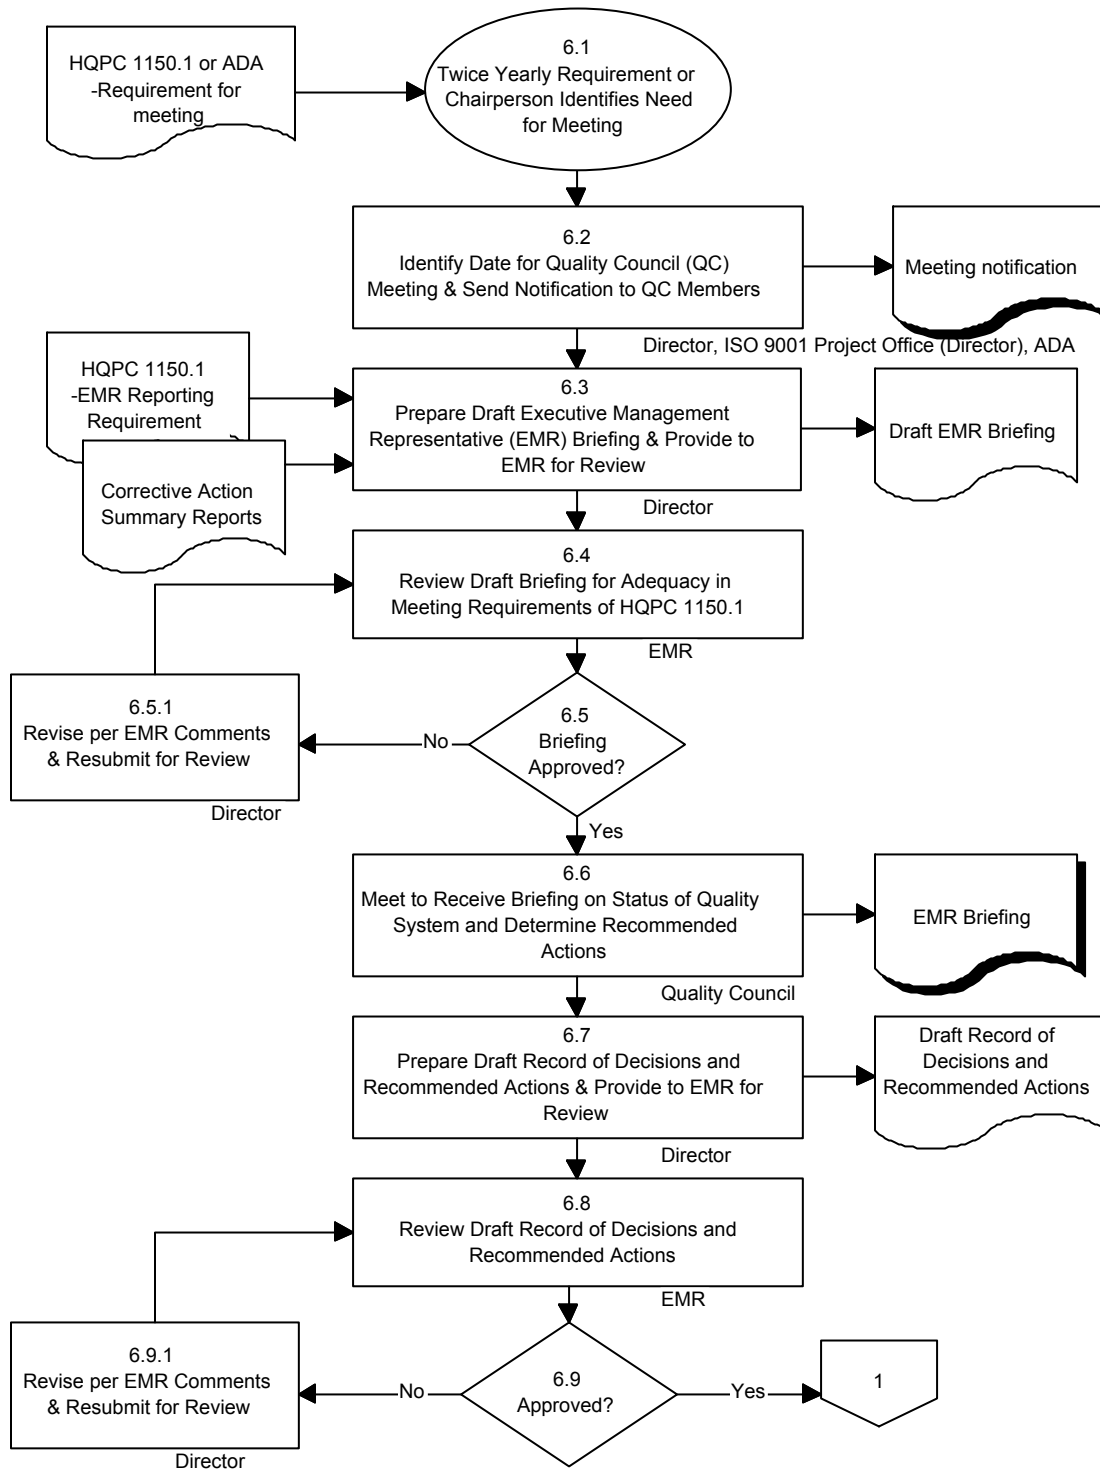 HQPC 1150.1 or ADA
-Requirement for
meeting
6.1
Twice Yearly Requirement or
Chairperson Identifies Need
for Meeting
6.2
Identify Date for Quality Council (QC)
Meeting & Send Notification to QC Members
Meeting notification
Director, ISO 9001 Project Office (Director), ADA
HQPC 1150.1
-EMR Reporting
Requirement
Corrective Action
Summary Reports
6.3
Prepare Draft Executive Management
Representative (EMR) Briefing & Provide to
EMR for Review
Draft EMR Briefing
Director
6.4
Review Draft Briefing for Adequacy in
Meeting Requirements of HQPC 1150.1
EMR
6.5.1
Revise per EMR Comments
& Resubmit for Review
Director
No
6.5
Briefing
Approved?
Yes
6.6
Meet to Receive Briefing on Status of Quality
System and Determine Recommended
Actions
EMR Briefing
Quality Council
6.7
Prepare Draft Record of Decisions and
Recommended Actions & Provide to EMR for
Review
Draft Record of
Decisions and
Recommended Actions
Director
6.8
Review Draft Record of Decisions and
Recommended Actions
EMR
6.9.1
Revise per EMR Comments
& Resubmit for Review
Director
No
6.9
Approved?
Yes
1